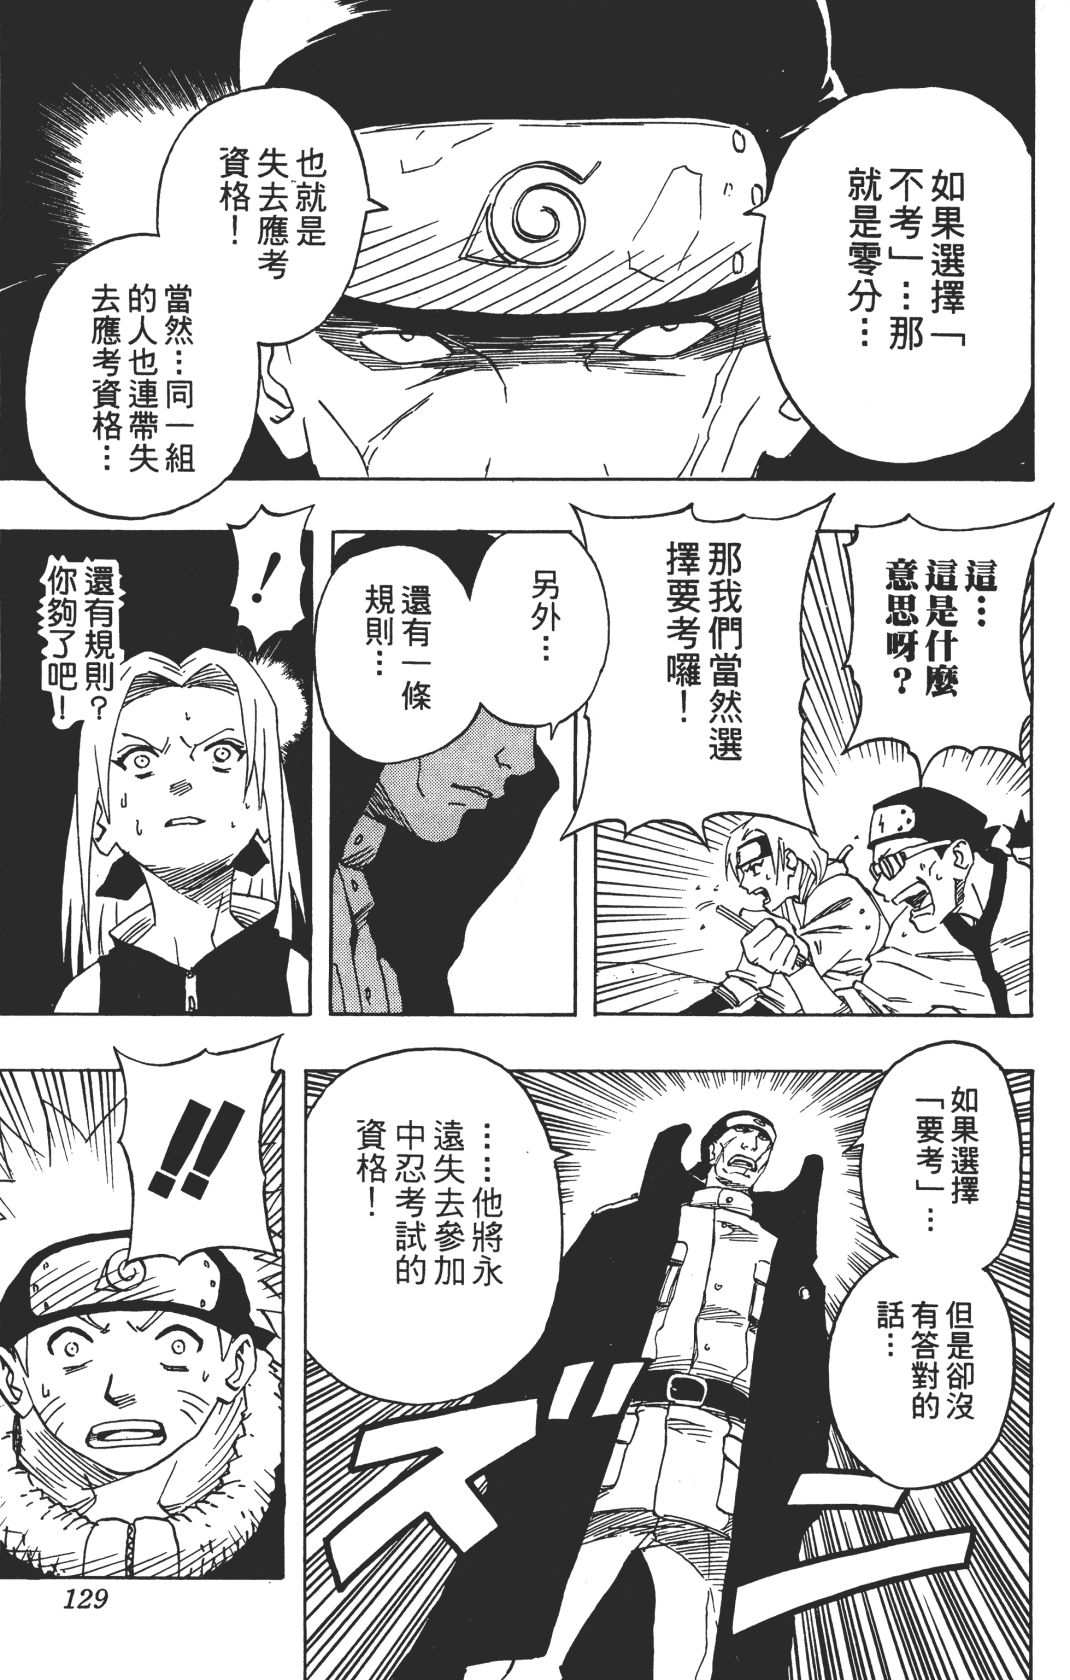 如果選擇「
不考」…那
就是零分…
也就是
失去應考
資格！
當然…同一組
的人也連帶失
去應考資格…
這…
這是什麼
意思呀？
那我們當然選
擇要考囉！
另外…
還有一條
規則…
！
還有規則？
你夠了吧！
如果選擇
「要考」…
但是卻沒
有答對的
話…
……他將永
遠失去參加
中忍考試的
資格！
ズーン
!!
129